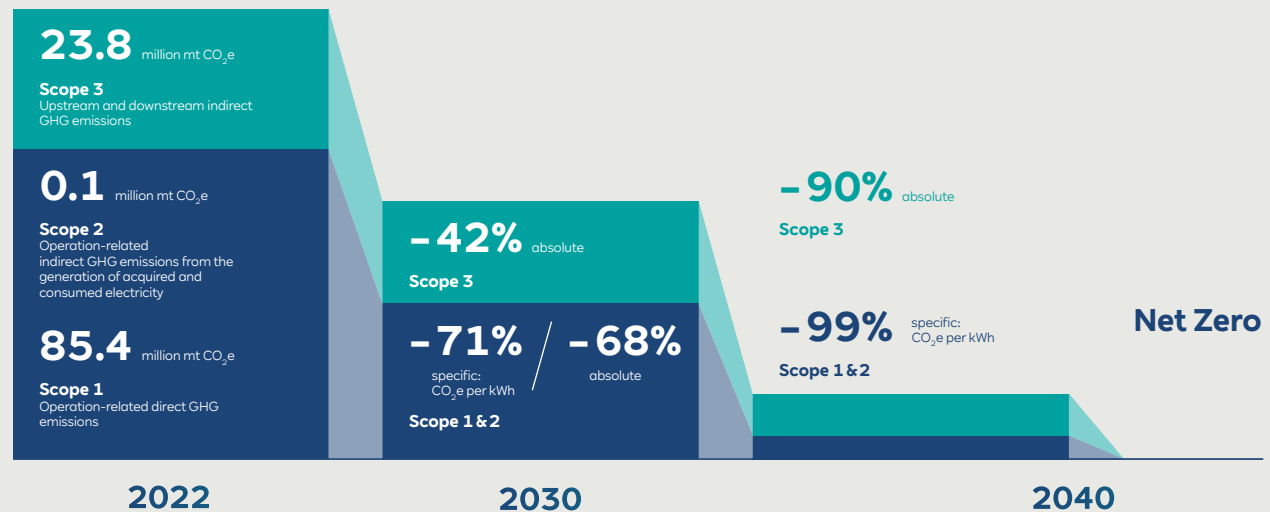 23.8 million mt CO₂e
Scope 3
Upstream and downstream indirect
GHG emissions
0.1 million mt CO₂e
Scope 2
Operation-related
indirect GHG emissions from the
generation of acquired and
consumed electricity
85.4 million mt CO₂e
Scope 1
Operation-related direct GHG
emissions
2022
–42% absolute
Scope 3
–71% / –68%
specific: absolute
CO₂e per kWh
Scope 1 & 2
2030
–90% absolute
Scope 3
–99% specific:
CO₂e per kWh
Scope 1 & 2
Net Zero
2040